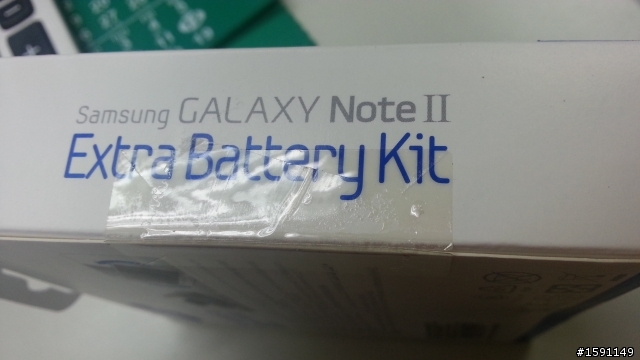 Samsung GALAXY Note II
Extra Battery Kit
#1591149